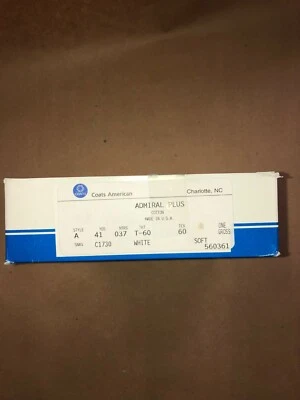 Coats American Charlotte, NC
ADMIRAL PLUS
COTTON
MADE IN U.S.A.
STYLE TKT
A 41 037 T-60 60 ONE GROSS
C1730 WHITE SOFT
560361